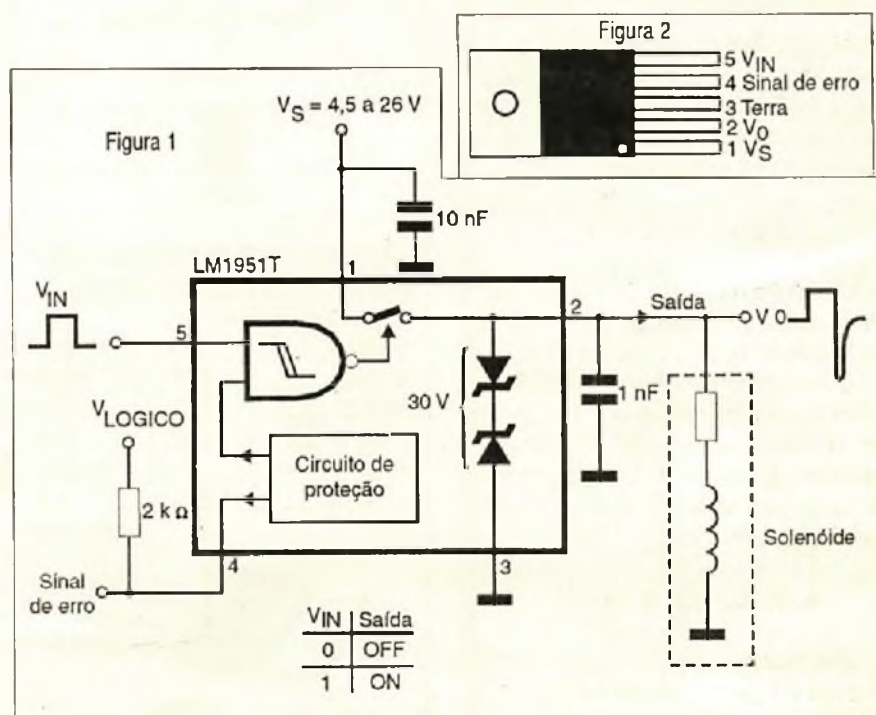 Figura 2
5 VIN
4 Sinal de erro
3 Terra
2 VO
1 VS
Figura 1
VS = 4,5 a 26 V
10 nF
LM1951T
1
VIN
5
2
Saída
V 0
30 V
1 nF
VLOGICO
Circuito de
proteção
2 k Ω
Solenóide
4
3
Sinal
de erro
VIN Saída
0 OFF
1 ON